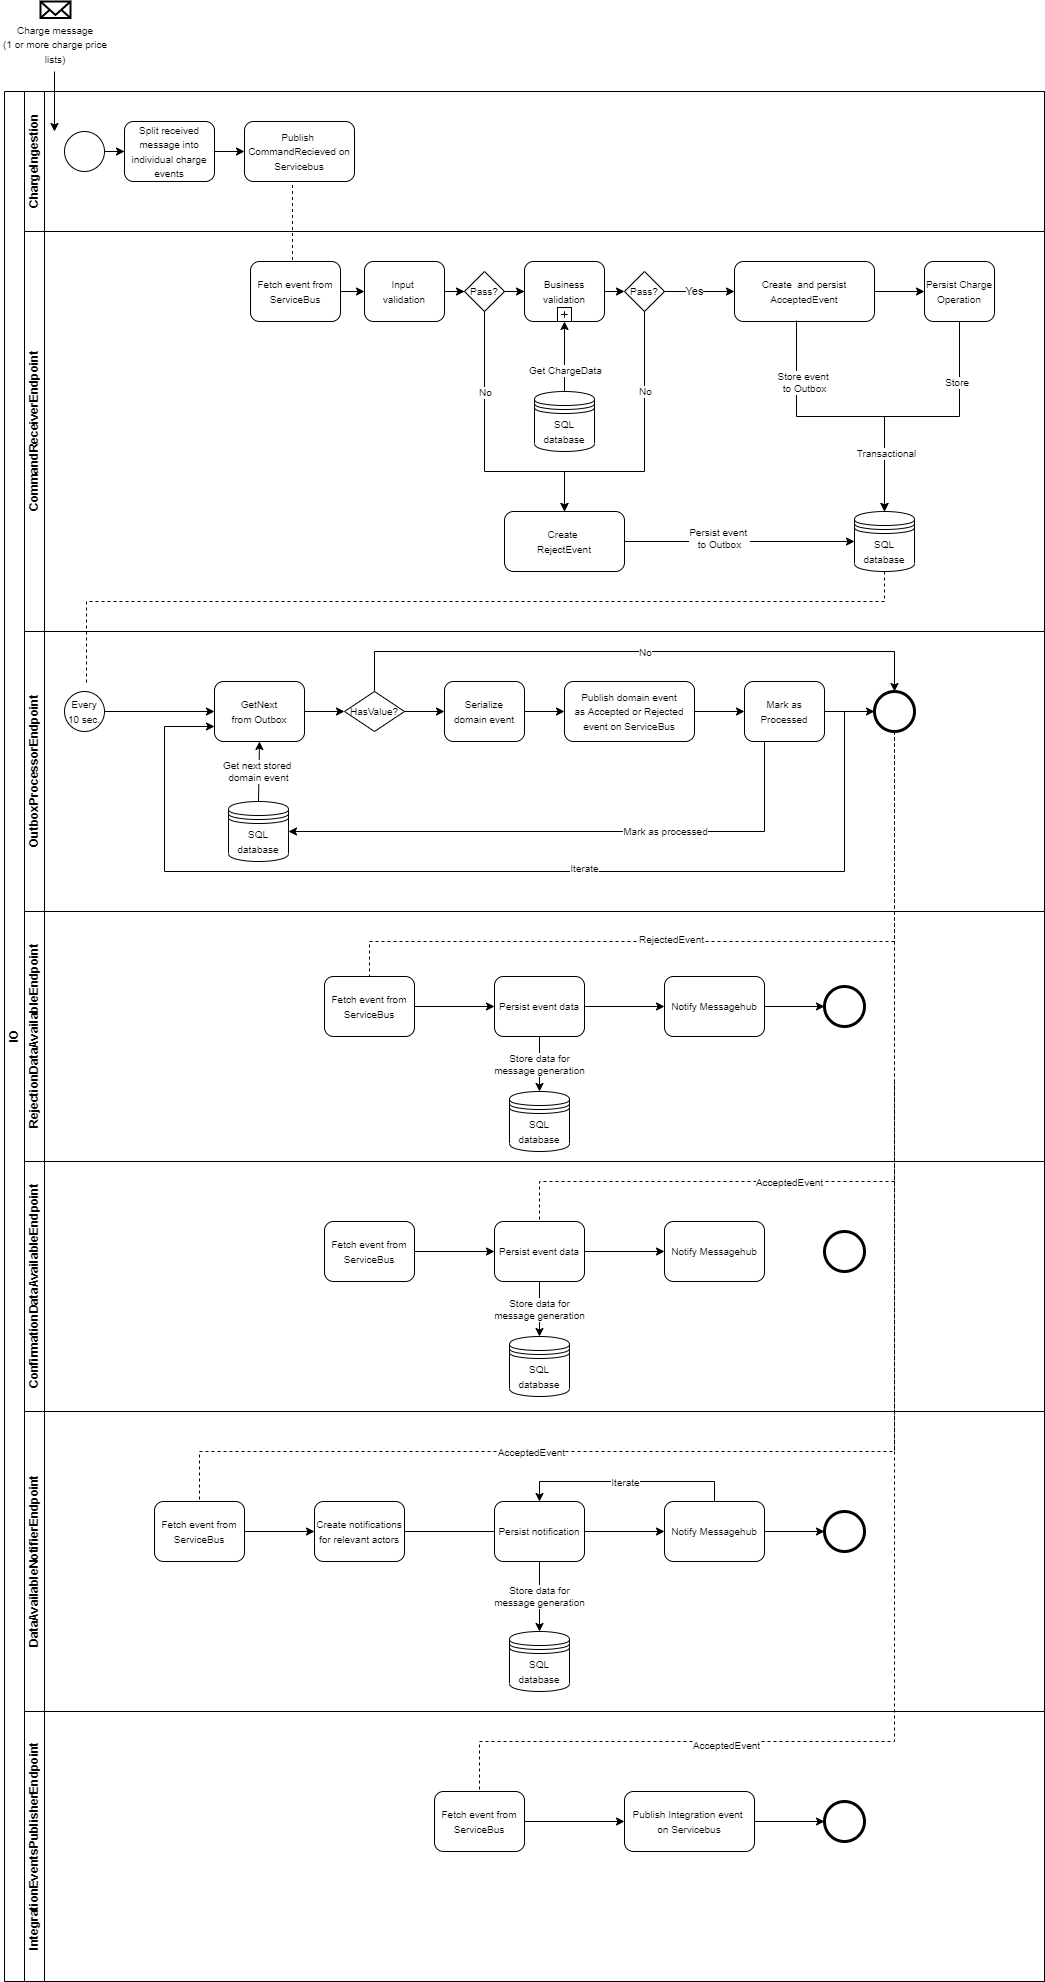 Charge message
(1 or more charge price
lists)
IO
ChargeIngestion
Split received
message into
individual charge
events
Publish
CommandRecieved on
Servicebus
CommandReceiverEndpoint
Fetch event from
ServiceBus
Input
validation
Pass?
Business
validation
Pass?
Yes
Create  and persist
AcceptedEvent
Persist Charge
Operation
No
Get ChargeData
No
SQL
database
Store event
to Outbox
Store
Transactional
Create
RejectEvent
Persist event
to Outbox
SQL
database
OutboxProcessorEndpoint
No
Every
10 sec.
GetNext
from Outbox
HasValue?
Serialize
domain event
Publish domain event
as Accepted or Rejected
event on ServiceBus
Mark as
Processed
Get next stored
domain event
SQL
database
Mark as processed
Iterate
RejectionDataAvailableEndpoint
RejectedEvent
Fetch event from
ServiceBus
Persist event data
Notify Messagehub
Store data for
message generation
SQL
database
ConfirmationDataAvailableEndpoint
AcceptedEvent
Fetch event from
ServiceBus
Persist event data
Notify Messagehub
Store data for
message generation
SQL
database
DataAvailableNotifierEndpoint
AcceptedEvent
Iterate
Fetch event from
ServiceBus
Create notifications
for relevant actors
Persist notification
Notify Messagehub
Store data for
message generation
SQL
database
IntegrationEventsPublisherEndpoint
AcceptedEvent
Fetch event from
ServiceBus
Publish Integration event
on Servicebus